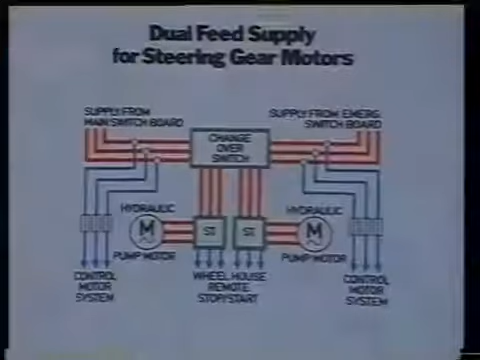 Dual Feed Supply
for Steering Gear Motors
SUPPLY FROM
MAIN SWITCH BOARD
SUPPLY FROM EMERG.
SWITCH BOARD
CHANGE
OVER
SWITCH
HYDRAULIC
M
PUMP MOTOR
ST.
ST.
HYDRAULIC
M
PUMP MOTOR
CONTROL
MOTOR
SYSTEM
WHEEL HOUSE
REMOTE
STOP/START
CONTROL
MOTOR
SYSTEM